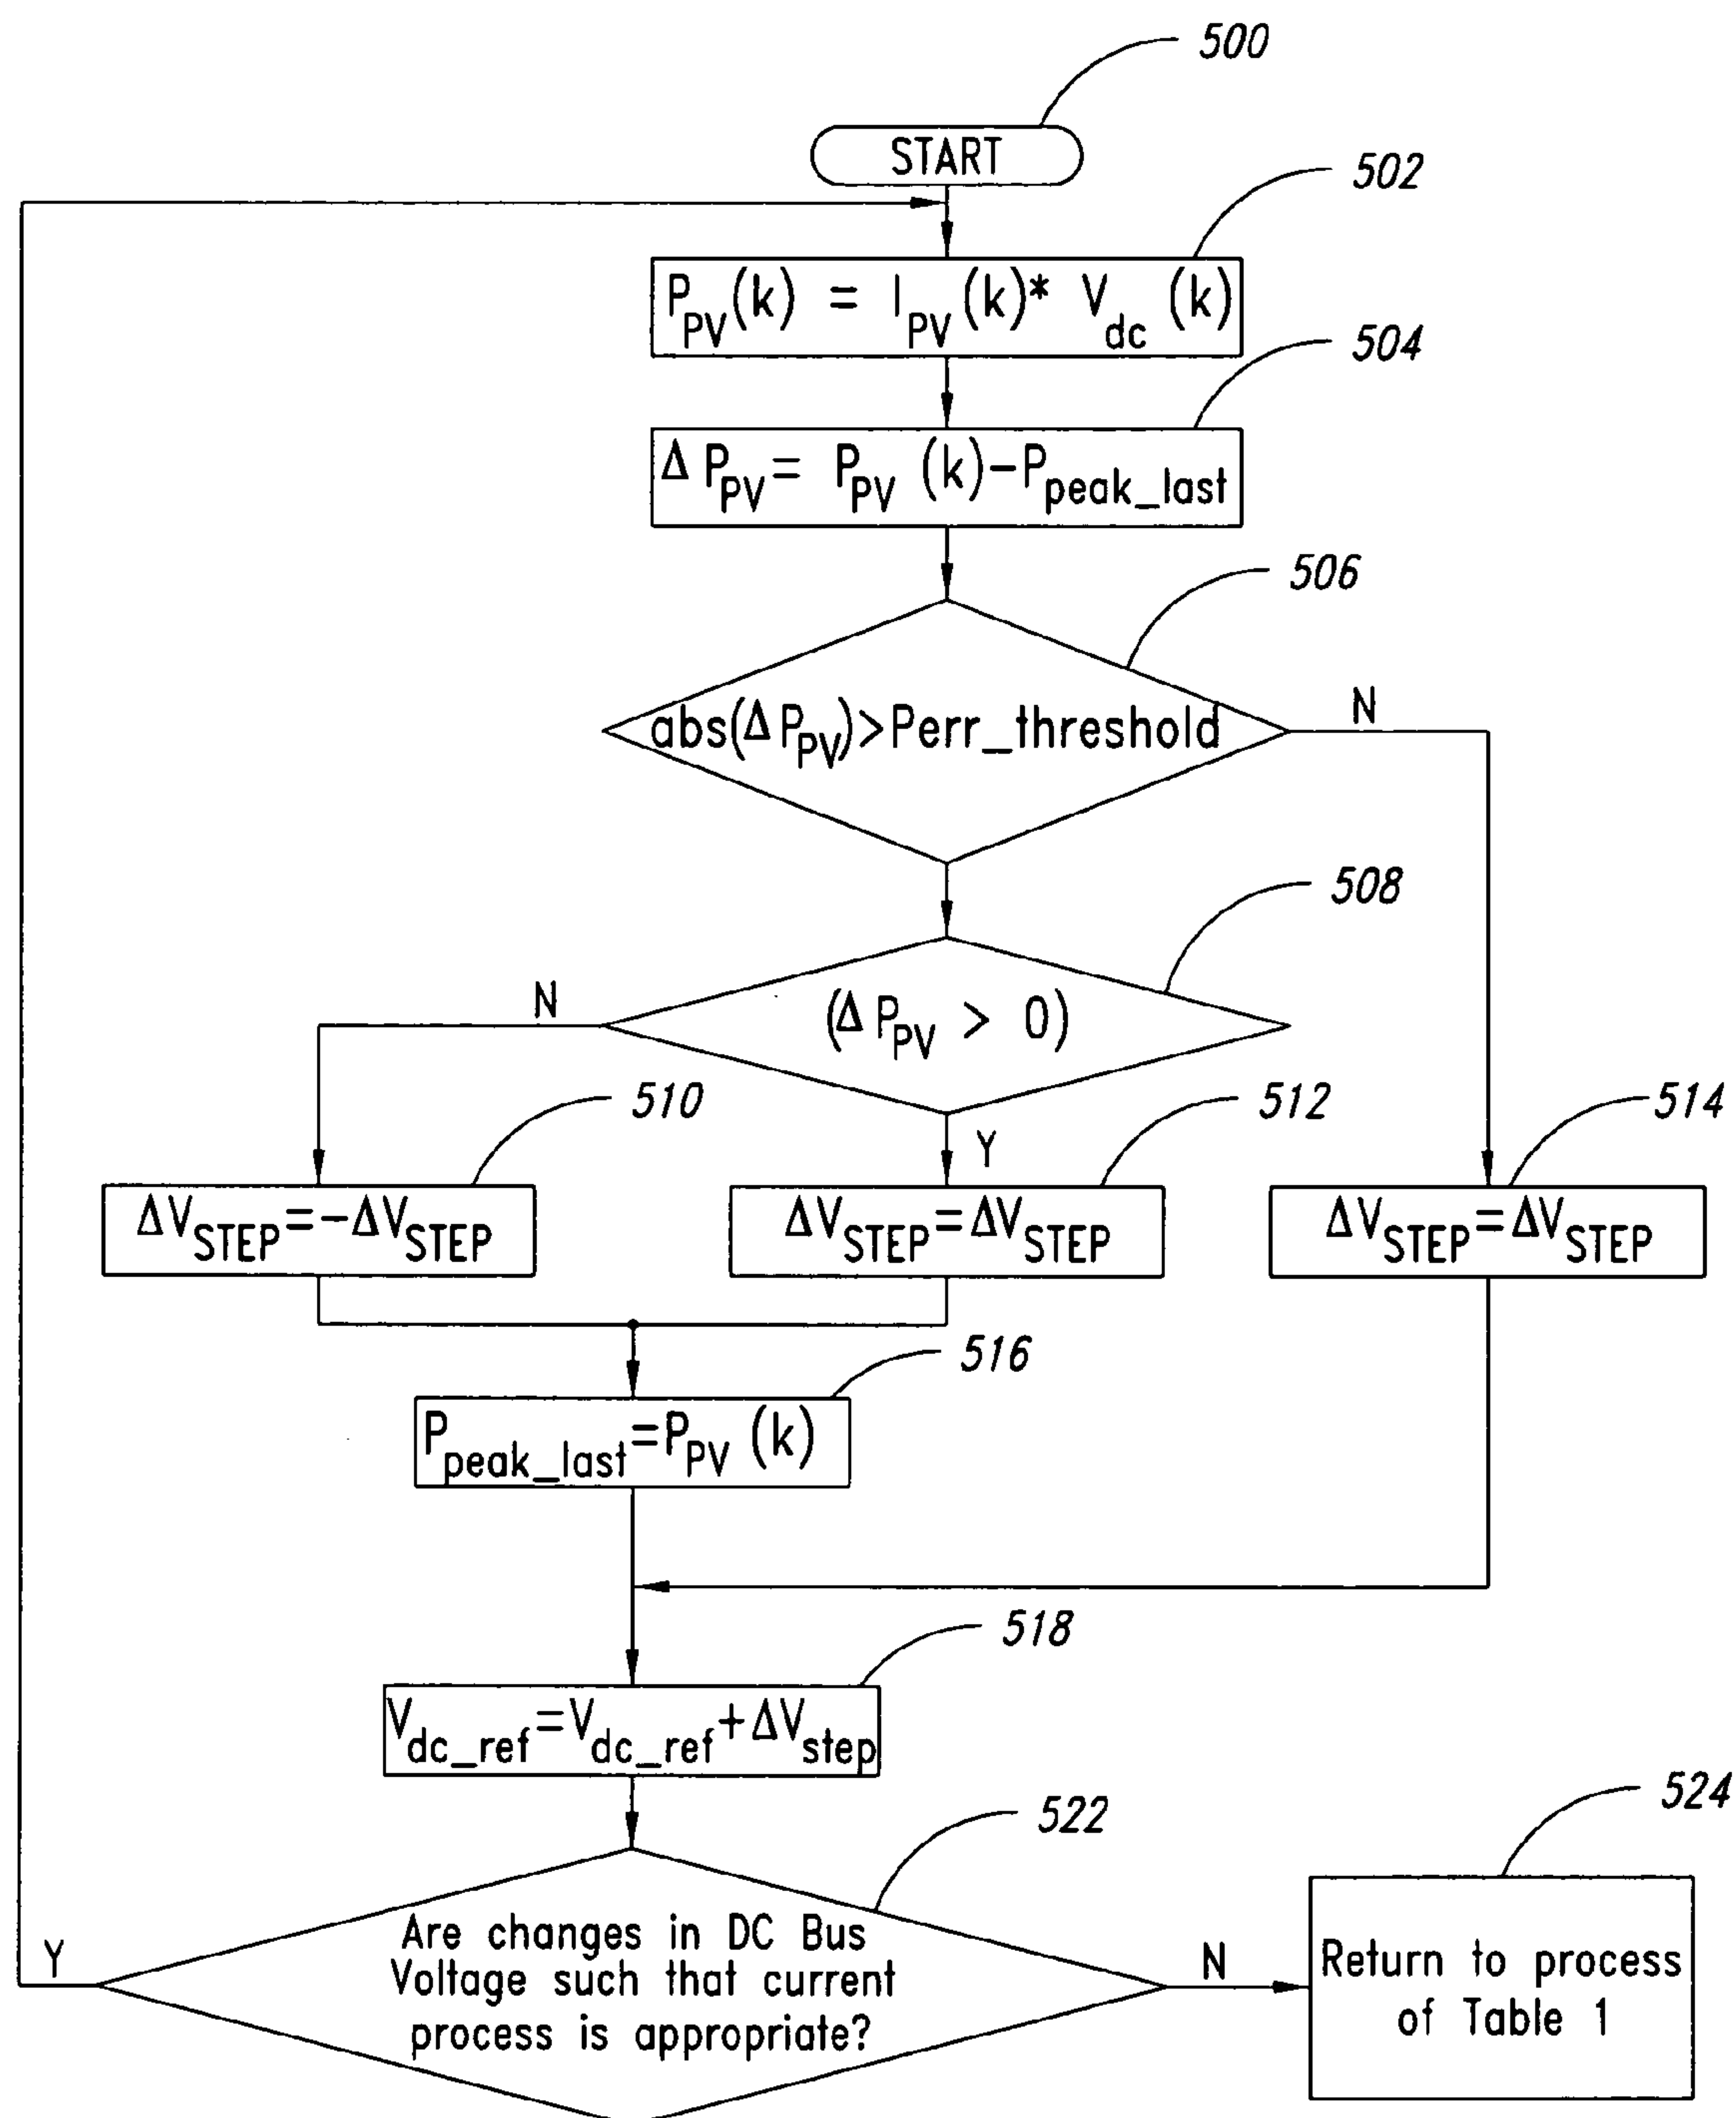 500
START
502
P_PV(k) = I_PV(k)* V_dc (k)
504
Δ P_PV = P_PV (k)-P_peak_last
506
abs(Δ P_PV)>Perr_threshold
N
508
(Δ P_PV > 0)
N
Y
510
ΔV_STEP=-ΔV_STEP
512
ΔV_STEP=ΔV_STEP
514
ΔV_STEP=ΔV_STEP
516
P_peak_last=P_PV (k)
518
V_dc_ref=V_dc_ref+ΔV_step
522
Are changes in DC Bus
Voltage such that current
process is appropriate?
Y
N
524
Return to process
of Table 1